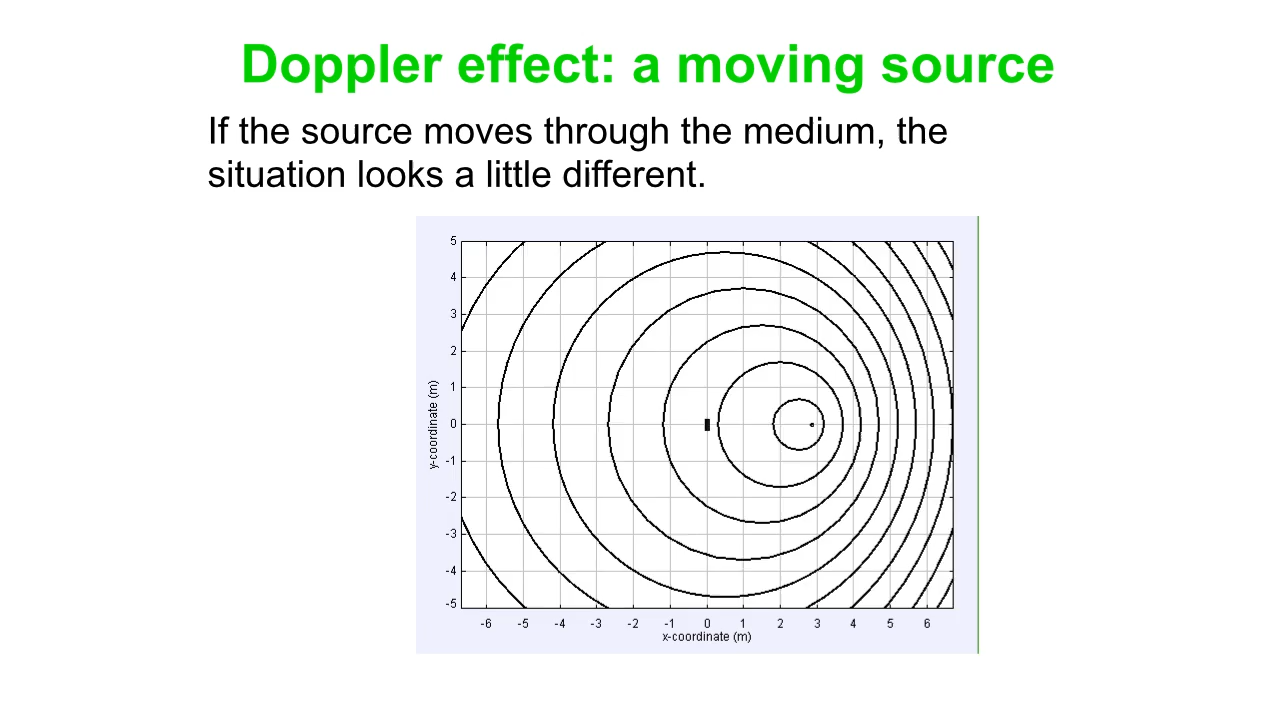 Doppler effect: a moving source
If the source moves through the medium, the
situation looks a little different.
5
4
3
2
1
0
-1
-2
-3
-4
-5
y-coordinate (m)
-6 -5 -4 -3 -2 -1 0 1 2 3 4 5 6
x-coordinate (m)